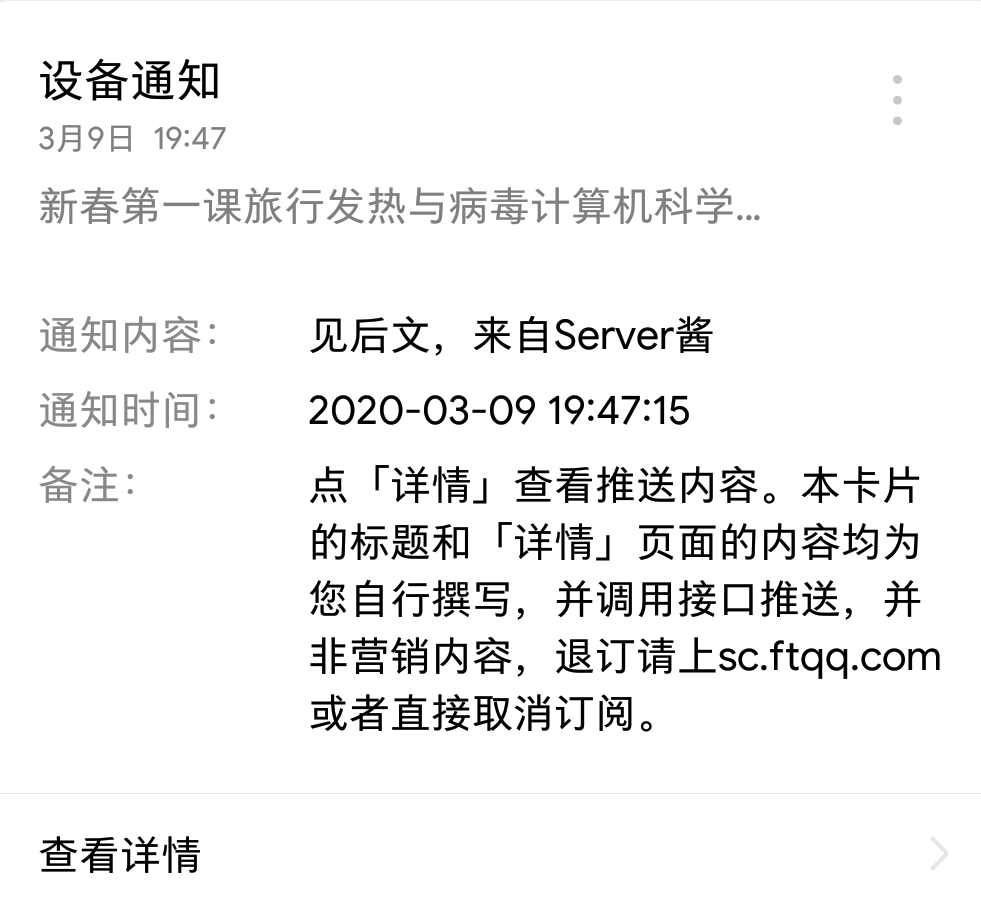 设备通知
3月9日 19:47
新春第一课旅行发热与病毒计算机科学...
通知内容： 见后文，来自Server酱
通知时间： 2020-03-09 19:47:15
备注： 点「详情」查看推送内容。本卡片
的标题和「详情」页面的内容均为
您自行撰写，并调用接口推送，并
非营销内容，退订请上sc.ftqq.com
或者直接取消订阅。
查看详情